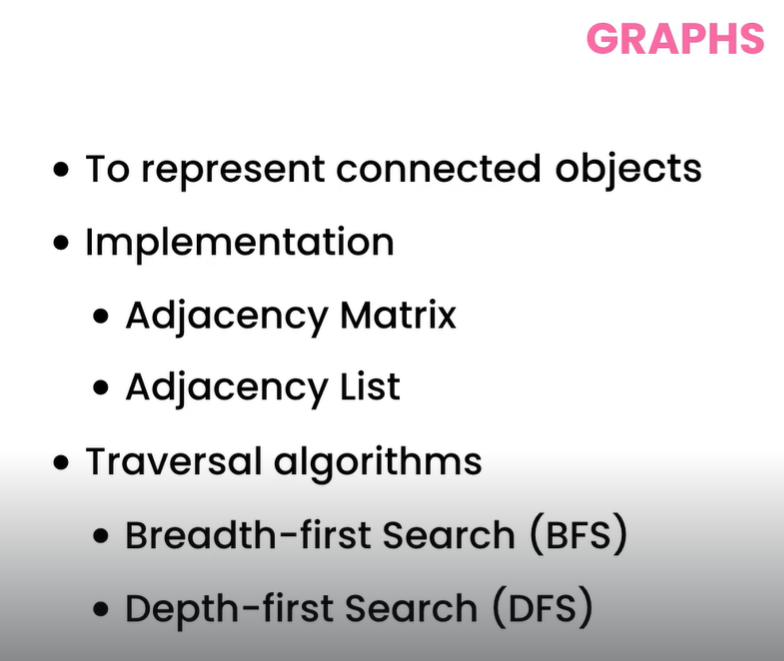 GRAPHS
• To represent connected objects
• Implementation
• Adjacency Matrix
• Adjacency List
• Traversal algorithms
• Breadth-first Search (BFS)
• Depth-first Search (DFS)